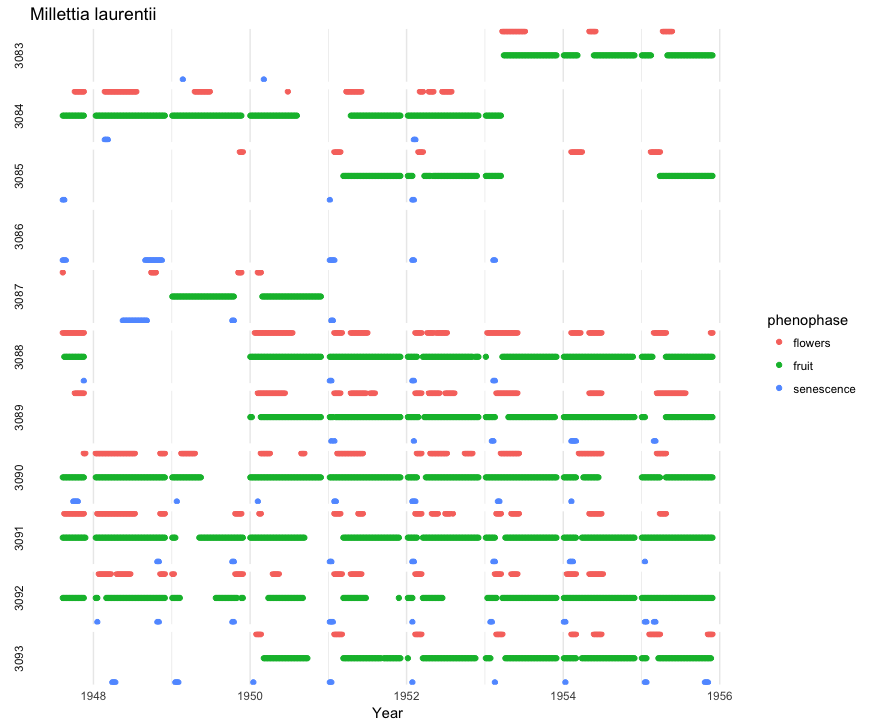 Millettia laurentii
3083
3084
3085
3086
3087
3088
3089
3090
3091
3092
3093
1948 1950 1952 1954 1956
Year
phenophase
flowers
fruit
senescence